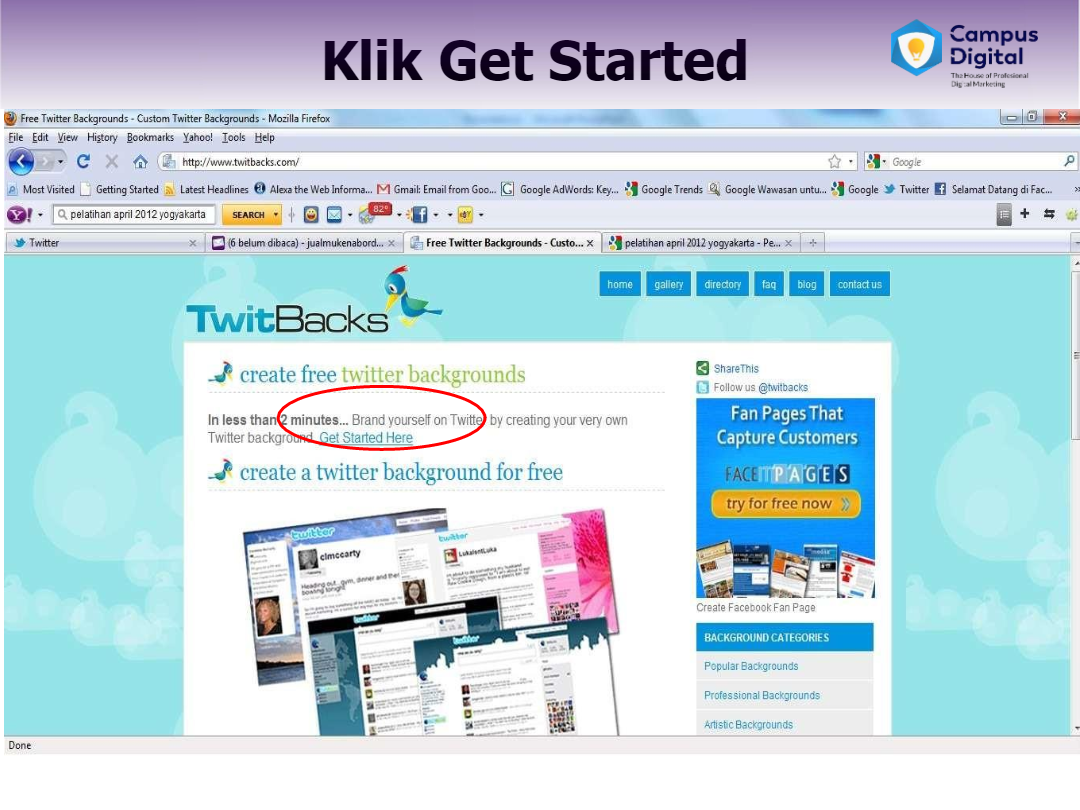 Klik Get Started
Campus
Digital
The House of Profesional
Digital Marketing
Free Twitter Backgrounds - Custom Twitter Backgrounds - Mozilla Firefox
File Edit View History Bookmarks Yahoo! Tools Help
http://www.twitbacks.com/
Google
Most Visited Getting Started Latest Headlines Alexa the Web Informa... Gmail: Email from Goo... Google AdWords: Key... Google Trends Google Wawasan untu... Google Twitter Selamat Datang di Fac... »
Y! pelatihan april 2012 yogyakarta SEARCH 82°
Twitter (6 belum dibaca) - jualmukenabord... Free Twitter Backgrounds - Custo... pelatihan april 2012 yogyakarta - Pe...
TwitBacks
home gallery directory faq blog contact us
create free twitter backgrounds
In less than 2 minutes... Brand yourself on Twitter by creating your very own
Twitter background. Get Started Here
create a twitter background for free
twitter
clmccarty
Heading out.. gym, dinner and then
bowling tonight
twitter
LukaIsntLuka
twitter
twitter
ShareThis
Follow us @twitbacks
Fan Pages That
Capture Customers
FACEITPAGES
try for free now »
Create Facebook Fan Page
BACKGROUND CATEGORIES
Popular Backgrounds
Professional Backgrounds
Artistic Backgrounds
Done